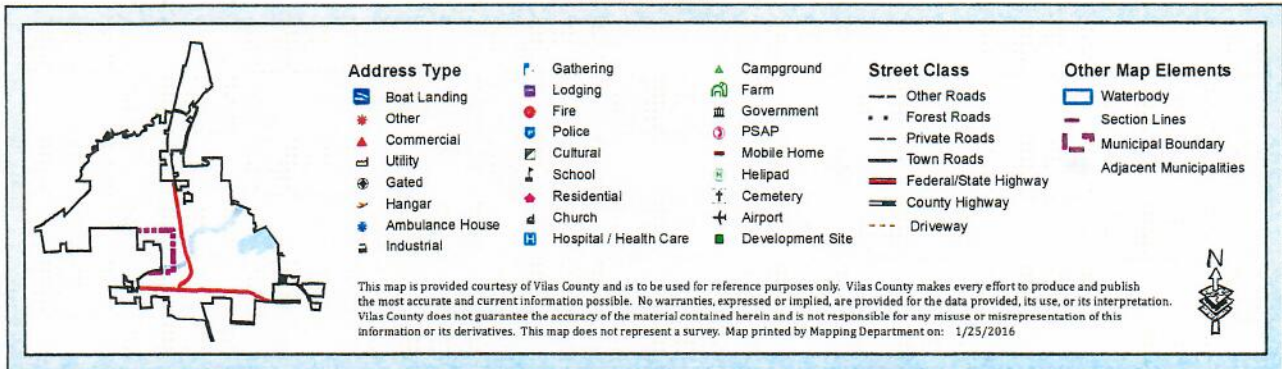 Address Type
Boat Landing
Other
Commercial
Utility
Gated
Hangar
Ambulance House
Industrial
Gathering
Lodging
Fire
Police
Cultural
School
Residential
Church
Hospital / Health Care
H
Campground
Farm
Government
PSAP
Mobile Home
Helipad
Cemetery
Airport
Development Site
Street Class
Other Roads
Forest Roads
Private Roads
Town Roads
Federal/State Highway
County Highway
Driveway
Other Map Elements
Waterbody
Section Lines
Municipal Boundary
Adjacent Municipalities
This map is provided courtesy of Vilas County and is to be used for reference purposes only. Vilas County makes every effort to produce and publish
the most accurate and current information possible. No warranties, expressed or implied, are provided for the data provided, its use, or its interpretation.
Vilas County does not guarantee the accuracy of the material contained herein and is not responsible for any misuse or misrepresentation of this
information or its derivatives. This map does not represent a survey. Map printed by Mapping Department on: 1/25/2016
N